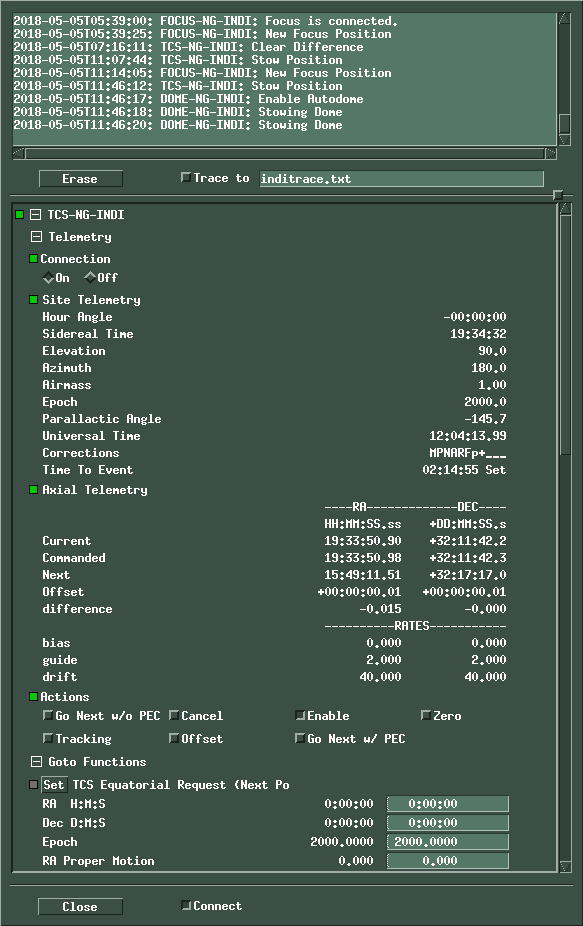 2018-05-05T05:39:00: FOCUS-NG-INDI: Focus is connected.
2018-05-05T05:39:25: FOCUS-NG-INDI: New Focus Position
2018-05-05T07:16:11: TCS-NG-INDI: Clear Difference
2018-05-05T11:07:44: TCS-NG-INDI: Stow Position
2018-05-05T11:14:05: FOCUS-NG-INDI: New Focus Position
2018-05-05T11:46:12: TCS-NG-INDI: Stow Position
2018-05-05T11:46:17: DOME-NG-INDI: Enable Autodome
2018-05-05T11:46:18: DOME-NG-INDI: Stowing Dome
2018-05-05T11:46:20: DOME-NG-INDI: Stowing Dome
Erase Trace to inditrace.txt
TCS-NG-INDI
Telemetry
Connection
On Off
Site Telemetry
Hour Angle -00:00:00
Sidereal Time 19:34:32
Elevation 90.0
Azimuth 180.0
Airmass 1.00
Epoch 2000.0
Parallactic Angle -145.7
Universal Time 12:04:13.99
Corrections MPNARFp+___
Time To Event 02:14:55 Set
Axial Telemetry
----RA-------------DEC----
HH:MM:SS.ss +DD:MM:SS.s
Current 19:33:50.90 +32:11:42.2
Commanded 19:33:50.98 +32:11:42.3
Next 15:49:11.51 +32:17:17.0
Offset +00:00:00.01 +00:00:00.01
difference -0.015 -0.000
----------RATES-----------
bias 0.000 0.000
guide 2.000 2.000
drift 40.000 40.000
Actions
Go Next w/o PEC Cancel Enable Zero
Tracking Offset Go Next w/ PEC
Goto Functions
Set TCS Equatorial Request (Next Po
RA H:M:S 0:00:00 0:00:00
Dec D:M:S 0:00:00 0:00:00
Epoch 2000.0000 2000.0000
RA Proper Motion 0.000 0.000
Close Connect